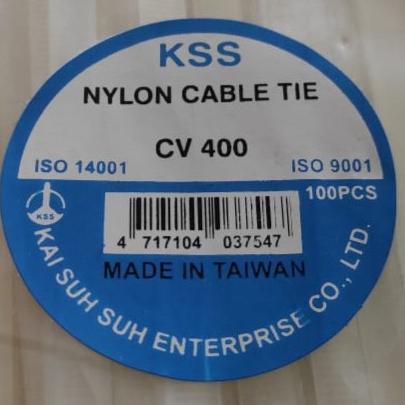 KSS
NYLON CABLE TIE
CV 400
ISO 14001
ISO 9001
100PCS
KSS
4 717104 037547
MADE IN TAIWAN
KAI SUH SUH ENTERPRISE CO., LTD.